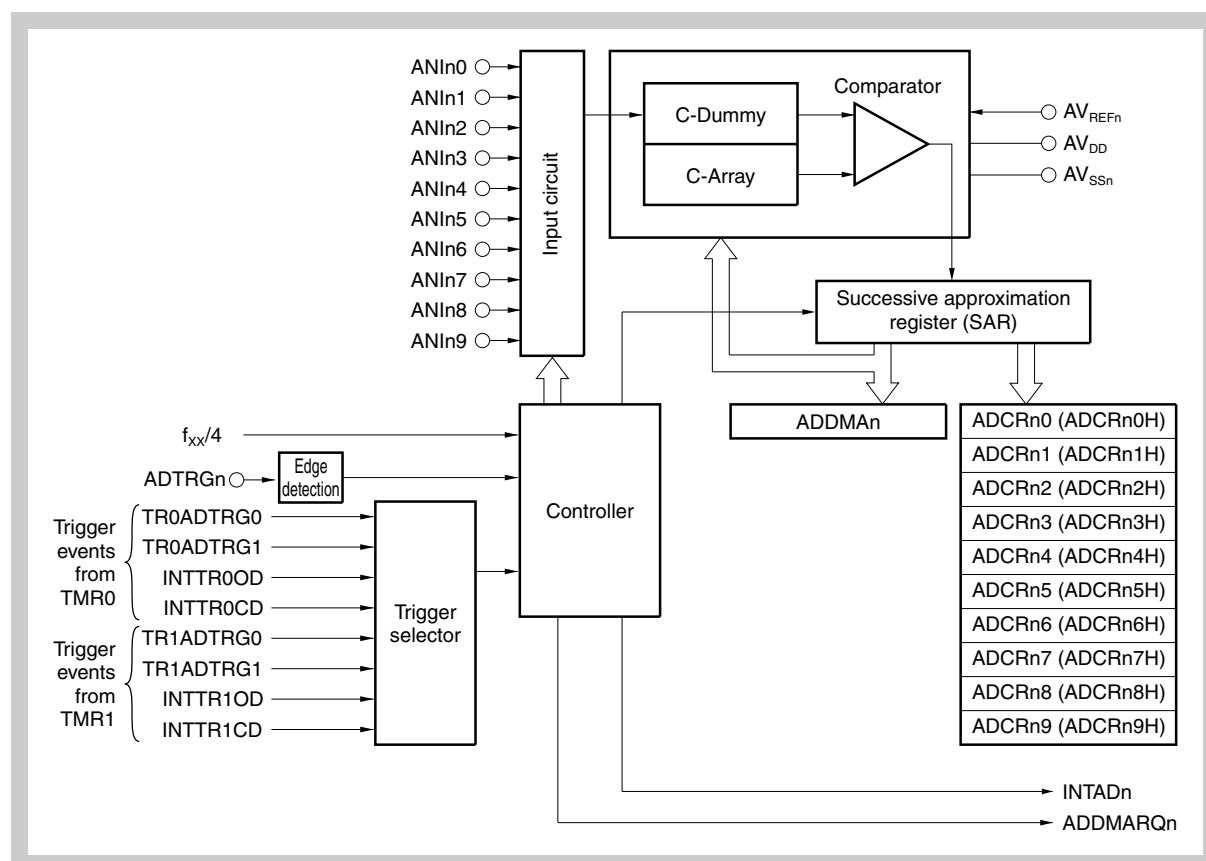 ANIn0
ANIn1
ANIn2
ANIn3
ANIn4
ANIn5
ANIn6
ANIn7
ANIn8
ANIn9
Input circuit
C-Dummy
C-Array
Comparator
AVREFn
AVDD
AVSSn
Successive approximation
register (SAR)
ADDMAn
ADCRn0 (ADCRn0H)
ADCRn1 (ADCRn1H)
ADCRn2 (ADCRn2H)
ADCRn3 (ADCRn3H)
ADCRn4 (ADCRn4H)
ADCRn5 (ADCRn5H)
ADCRn6 (ADCRn6H)
ADCRn7 (ADCRn7H)
ADCRn8 (ADCRn8H)
ADCRn9 (ADCRn9H)
fXX/4
ADTRGn
Edge
detection
Controller
Trigger
events
from
TMR0
TR0ADTRG0
TR0ADTRG1
INTTR0OD
INTTR0CD
Trigger
events
from
TMR1
TR1ADTRG0
TR1ADTRG1
INTTR1OD
INTTR1CD
Trigger
selector
INTADn
ADDMARQn